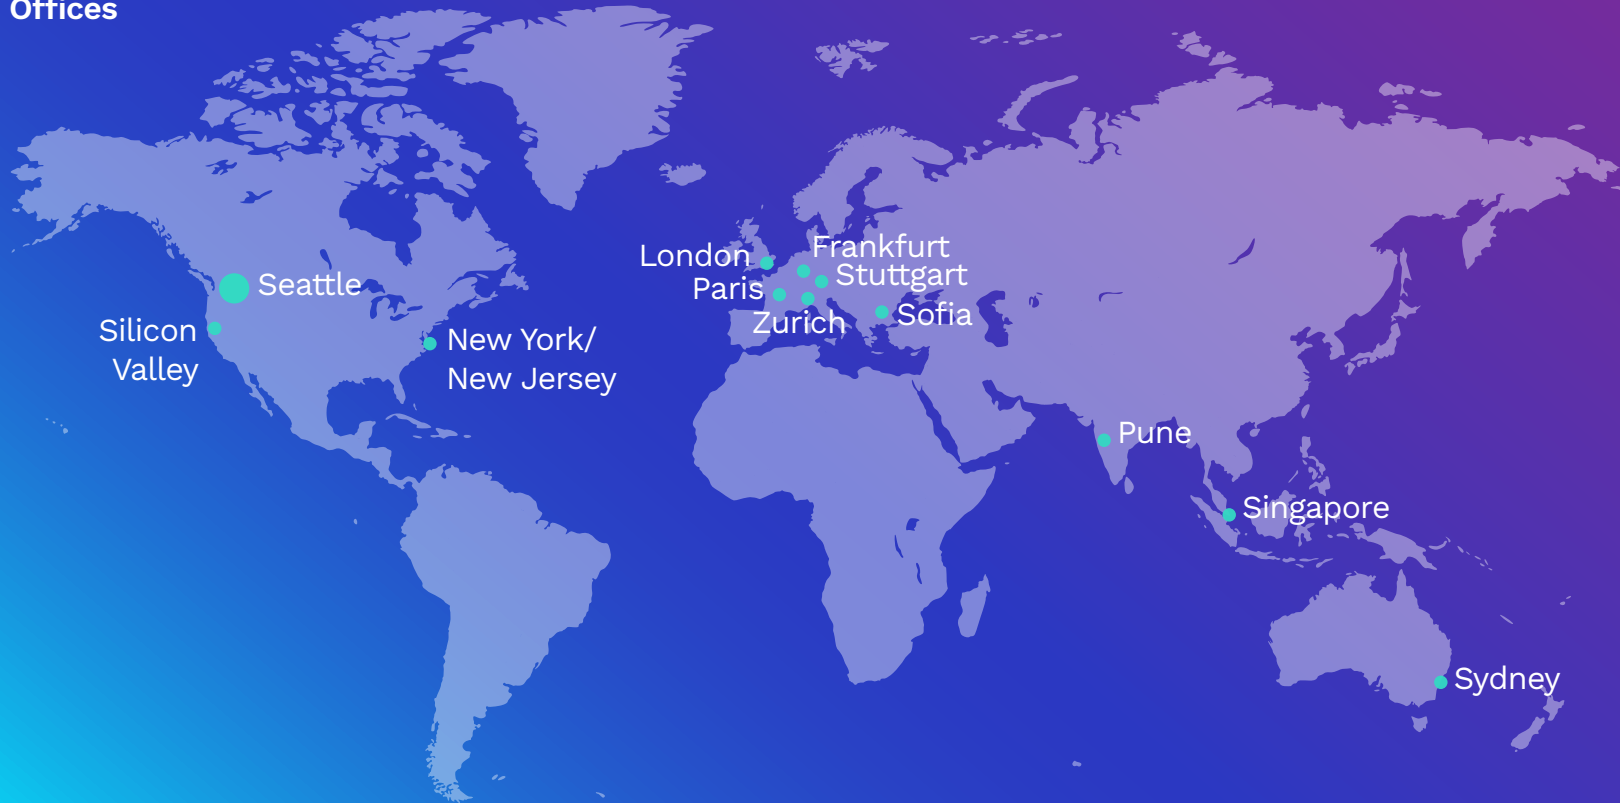 Offices
Seattle
Silicon
Valley
New York/
New Jersey
London
Paris
Frankfurt
Stuttgart
Zurich
Sofia
Pune
Singapore
Sydney